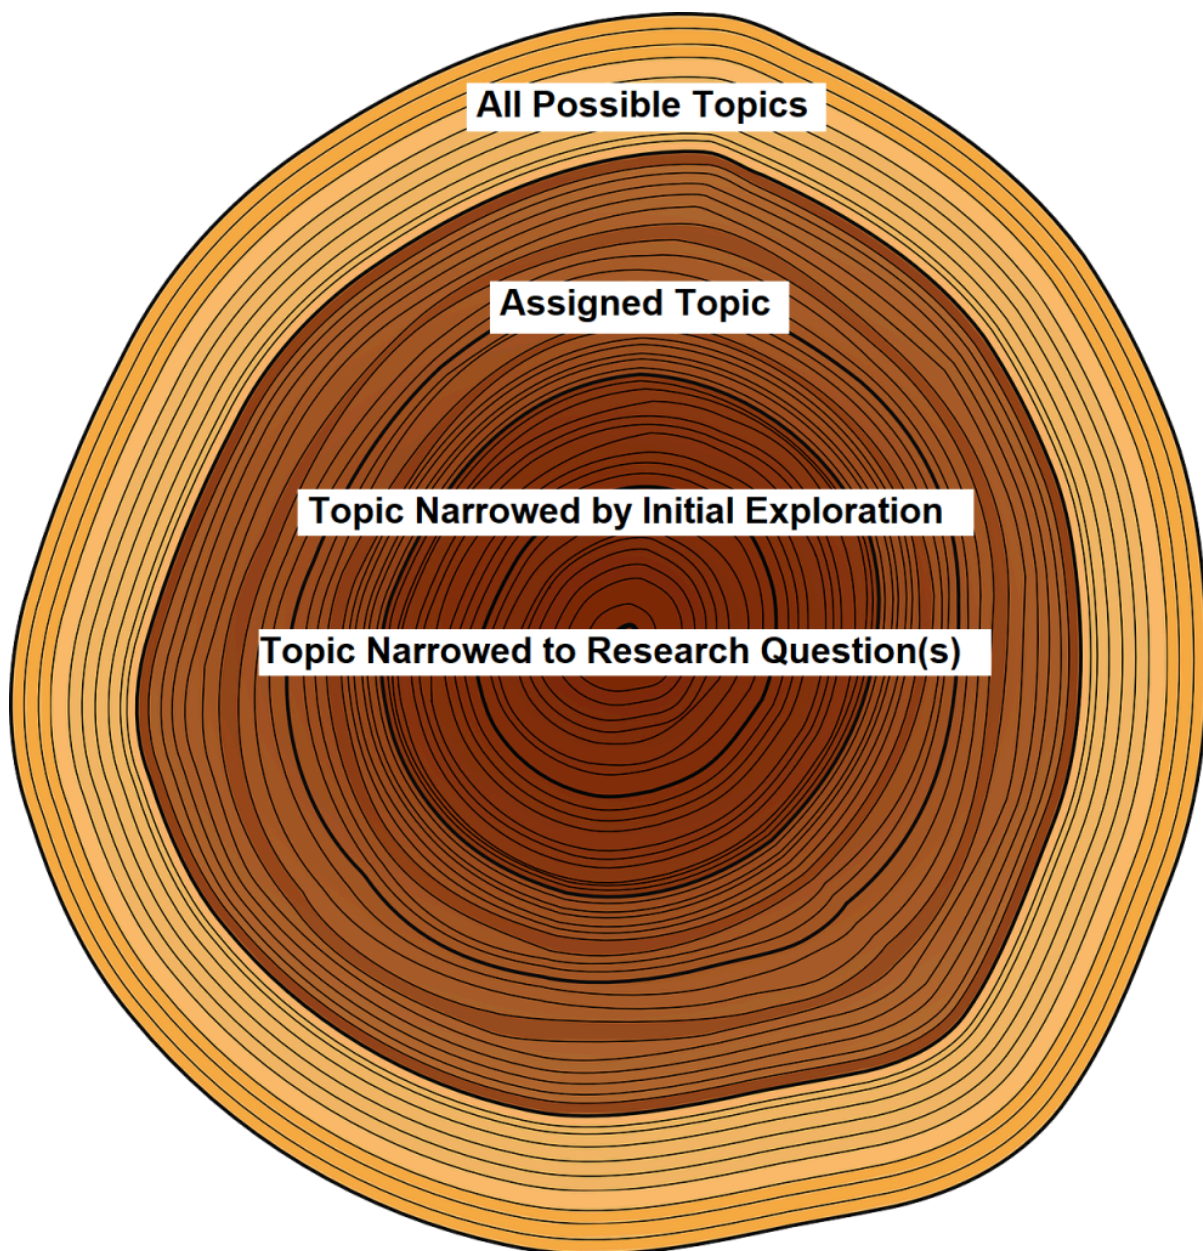 All Possible Topics
Assigned Topic
Topic Narrowed by Initial Exploration
Topic Narrowed to Research Question(s)